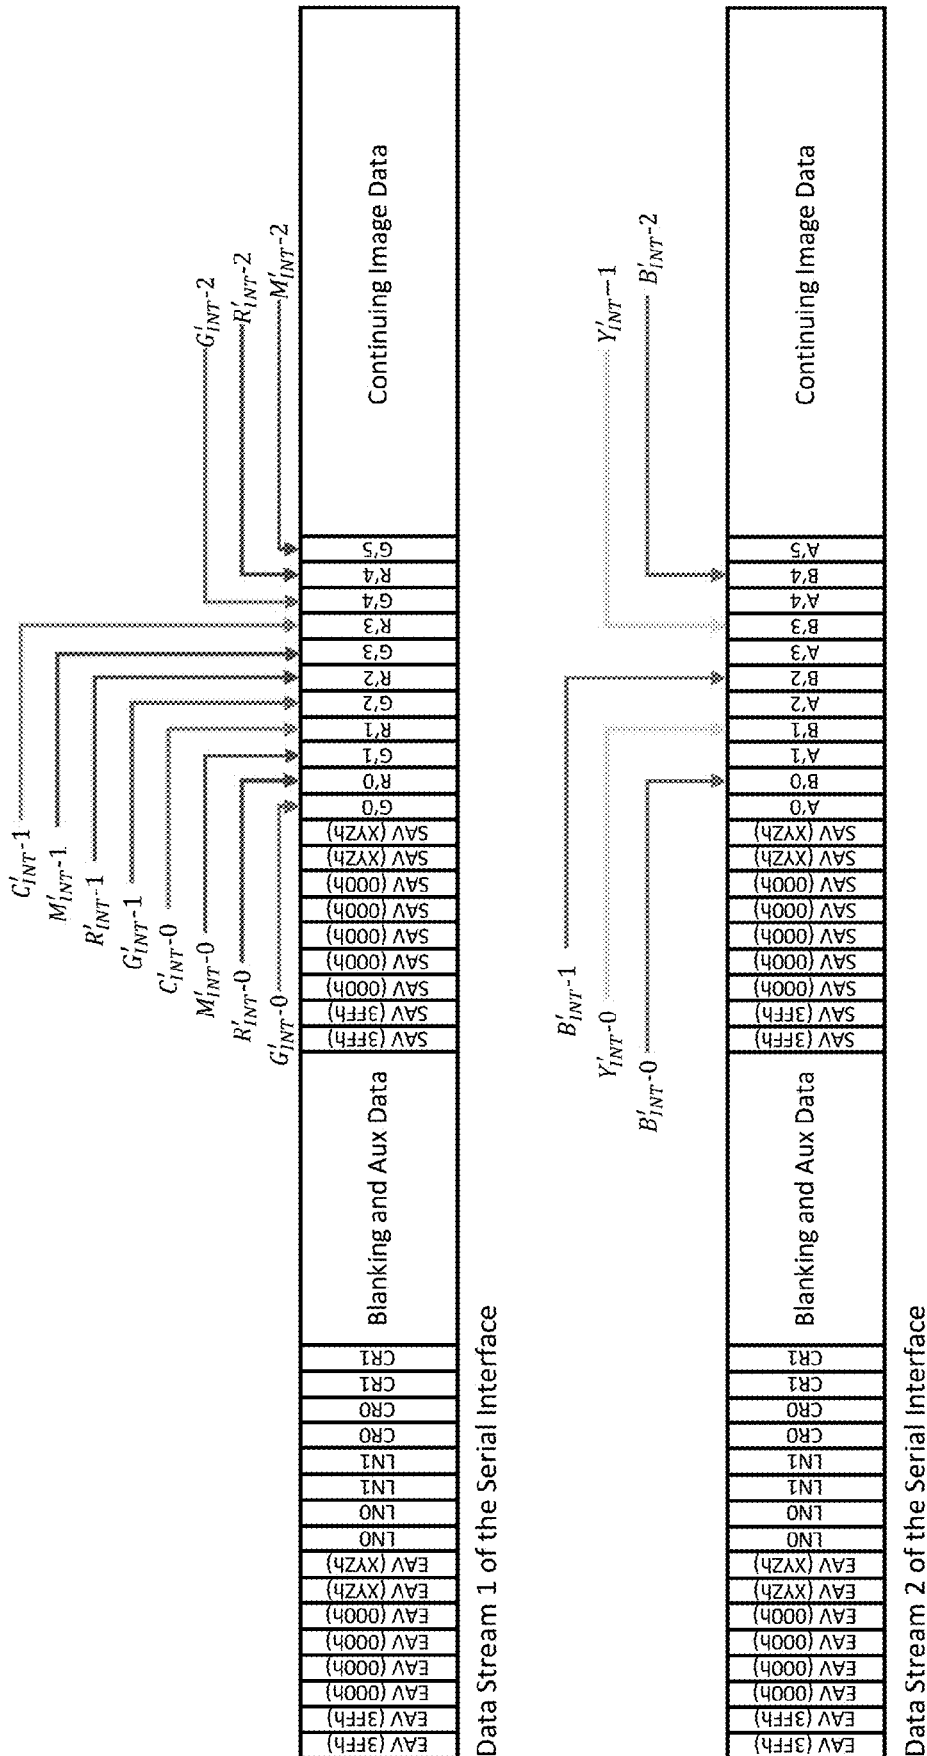 C'INT-1
M'INT-1
R'INT-1
G'INT-1
C'INT-0
M'INT-0
R'INT-0
G'INT-0
G'INT-2
R'INT-2
M'INT-2
EAV (3FFh)
EAV (3FFh)
EAV (000h)
EAV (000h)
EAV (000h)
EAV (000h)
EAV (XYZh)
EAV (XYZh)
LN0
LN0
LN1
LN1
CR0
CR0
CR1
CR1
Blanking and Aux Data
SAV (3FFh)
SAV (3FFh)
SAV (000h)
SAV (000h)
SAV (000h)
SAV (000h)
SAV (000h)
SAV (XYZh)
SAV (XYZh)
G'0
R'0
G'1
R'1
G'2
R'2
G'3
R'3
G'4
R'4
G'5
Continuing Image Data
Data Stream 1 of the Serial Interface
B'INT-1
Y'INT-0
B'INT-0
Y'INT-1
B'INT-2
EAV (3FFh)
EAV (3FFh)
EAV (000h)
EAV (000h)
EAV (000h)
EAV (000h)
EAV (XYZh)
EAV (XYZh)
LN0
LN0
LN1
LN1
CR0
CR0
CR1
CR1
Blanking and Aux Data
SAV (3FFh)
SAV (3FFh)
SAV (000h)
SAV (000h)
SAV (000h)
SAV (000h)
SAV (000h)
SAV (XYZh)
SAV (XYZh)
A'0
B'0
A'1
B'1
A'2
B'2
A'3
B'3
A'4
B'4
A'5
Continuing Image Data
Data Stream 2 of the Serial Interface